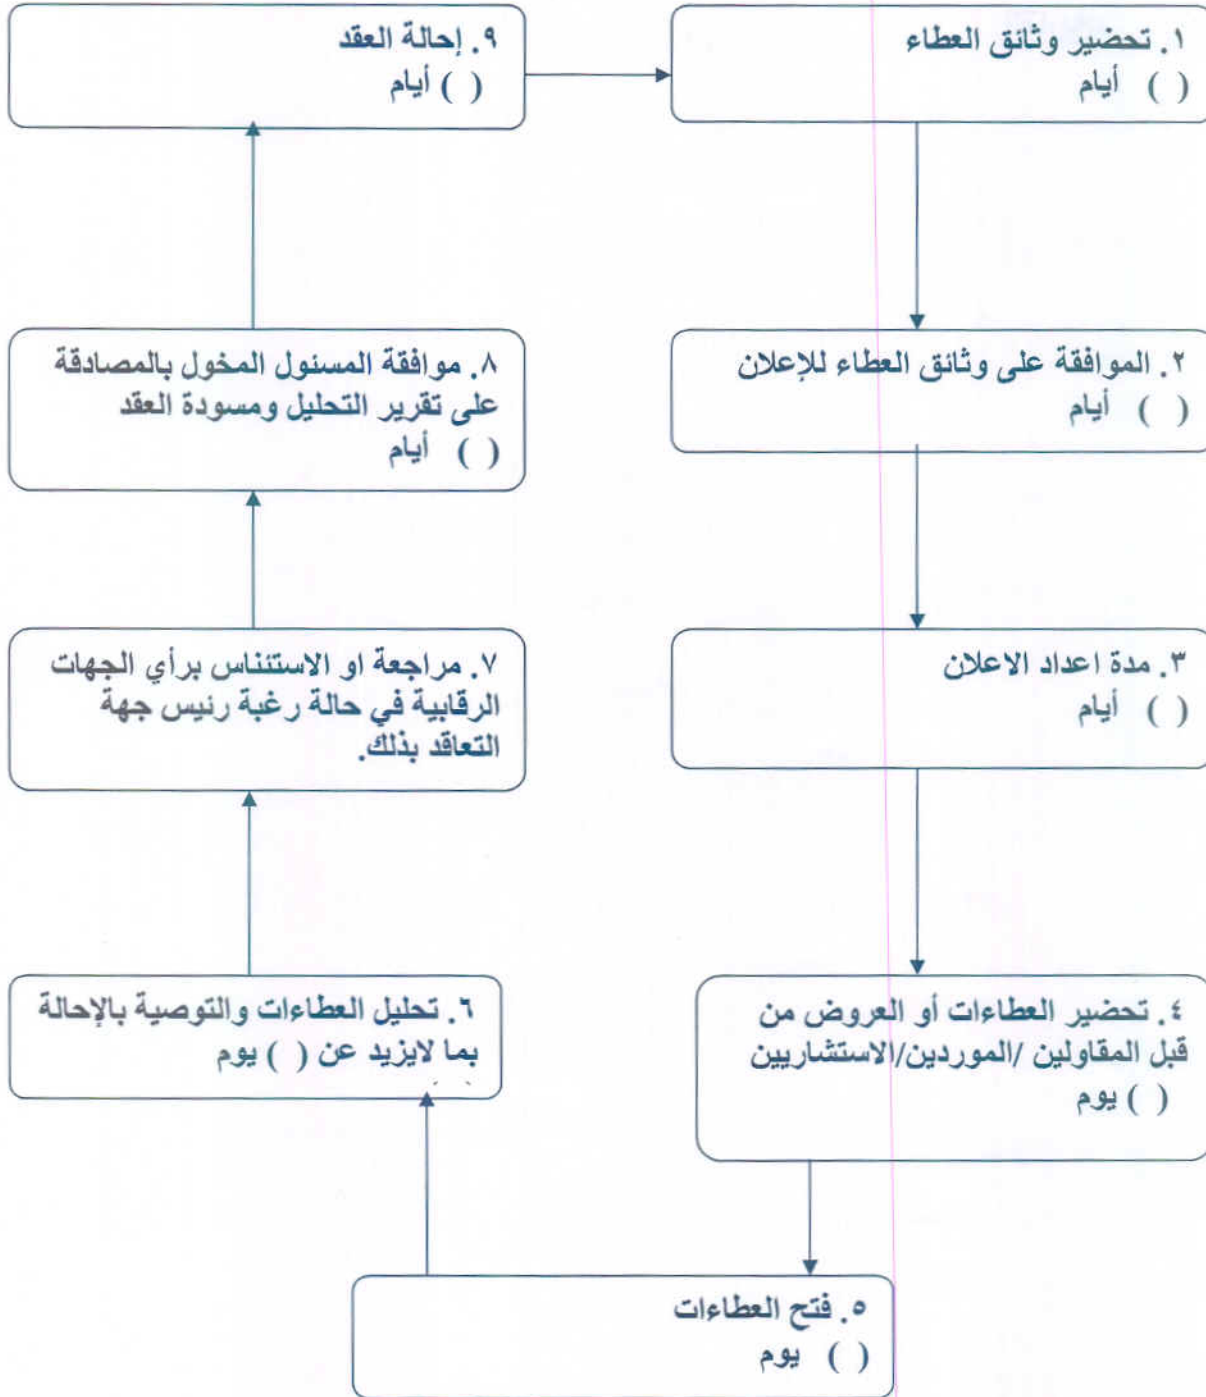 ١. تحضير وثائق العطاء
( ) أيام
٢. الموافقة على وثائق العطاء للإعلان
( ) أيام
٣. مدة اعداد الاعلان
( ) أيام
٤. تحضير العطاءات أو العروض من
قبل المقاولين /الموردين/الاستشاريين
( ) يوم
٥. فتح العطاءات
( ) يوم
٦. تحليل العطاءات والتوصية بالإحالة
بما لايزيد عن ( ) يوم
٧. مراجعة او الاستئناس برأي الجهات
الرقابية في حالة رغبة رئيس جهة
التعاقد بذلك.
٨. موافقة المسئول المخول بالمصادقة
على تقرير التحليل ومسودة العقد
( ) أيام
٩. إحالة العقد
( ) أيام